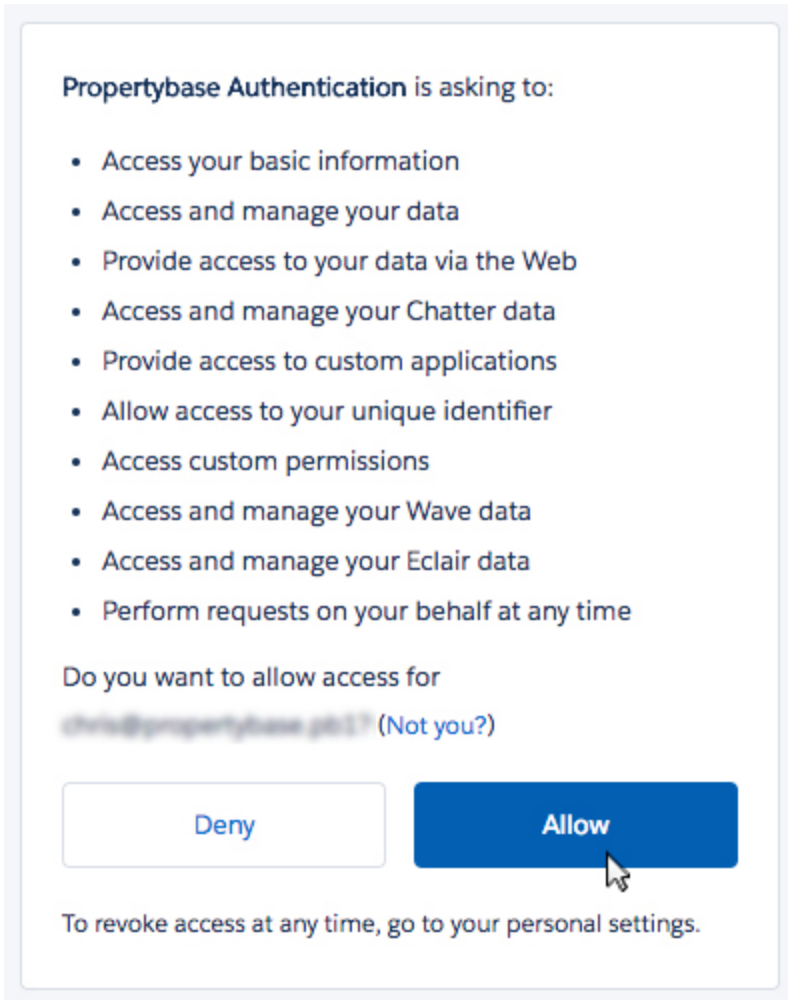 Propertybase Authentication is asking to:
• Access your basic information
• Access and manage your data
• Provide access to your data via the Web
• Access and manage your Chatter data
• Provide access to custom applications
• Allow access to your unique identifier
• Access custom permissions
• Access and manage your Wave data
• Access and manage your Eclair data
• Perform requests on your behalf at any time
Do you want to allow access for
(Not you?)
Deny
Allow
To revoke access at any time, go to your personal settings.